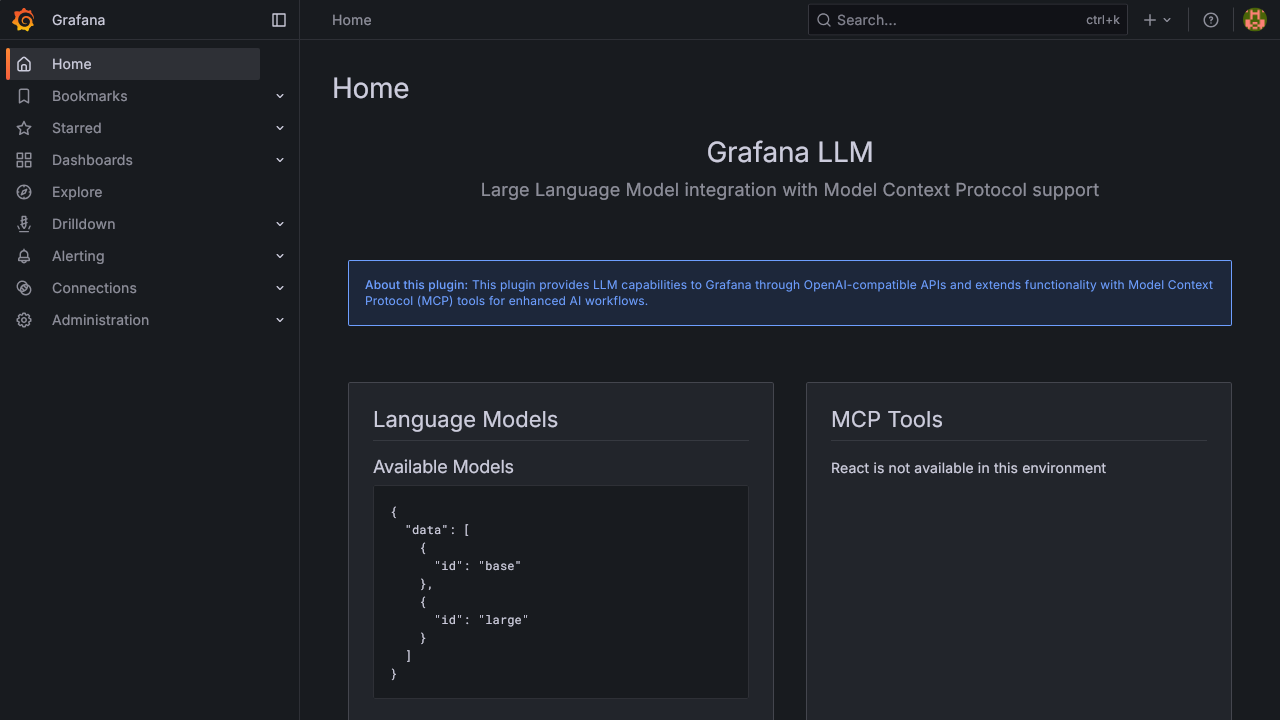 Grafana
Home
Search...
ctrl+k
Home
Bookmarks
Starred
Dashboards
Explore
Drilldown
Alerting
Connections
Administration
Home
Grafana LLM
Large Language Model integration with Model Context Protocol support
About this plugin: This plugin provides LLM capabilities to Grafana through OpenAI-compatible APIs and extends functionality with Model Context
Protocol (MCP) tools for enhanced AI workflows.
Language Models
Available Models
{
  "data": [
    {
      "id": "base"
    },
    {
      "id": "large"
    }
  ]
}
MCP Tools
React is not available in this environment